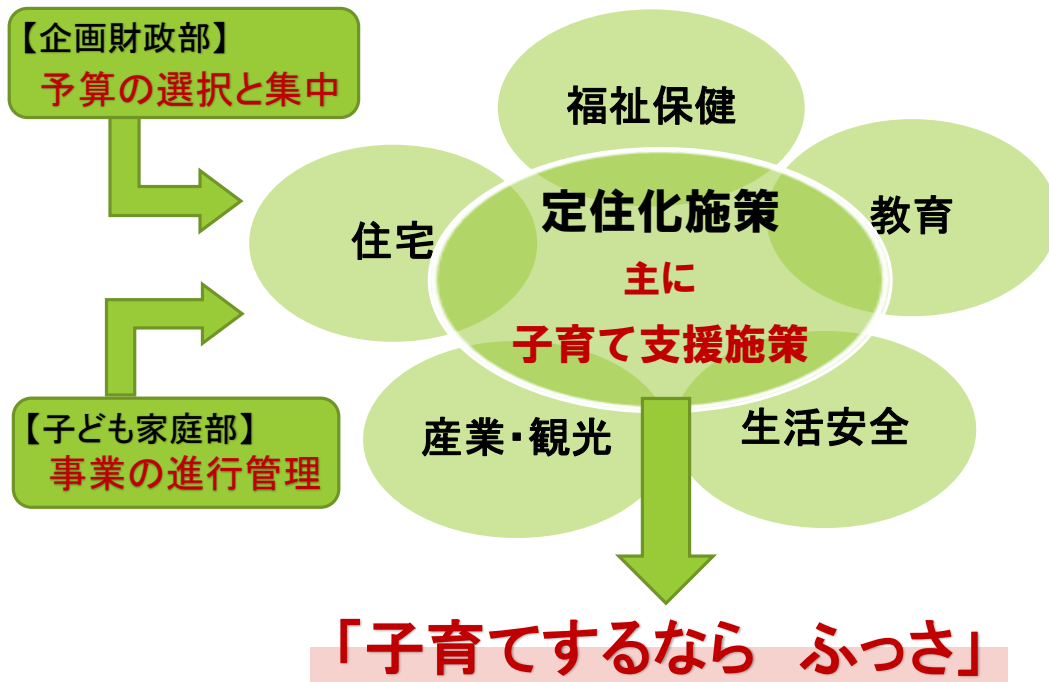 【企画財政部】
予算の選択と集中
福祉保健
住宅
定住化施策
教育
主に
子育て支援施策
【子ども家庭部】
事業の進行管理
産業・観光
生活安全
「子育てするなら　ふっさ」